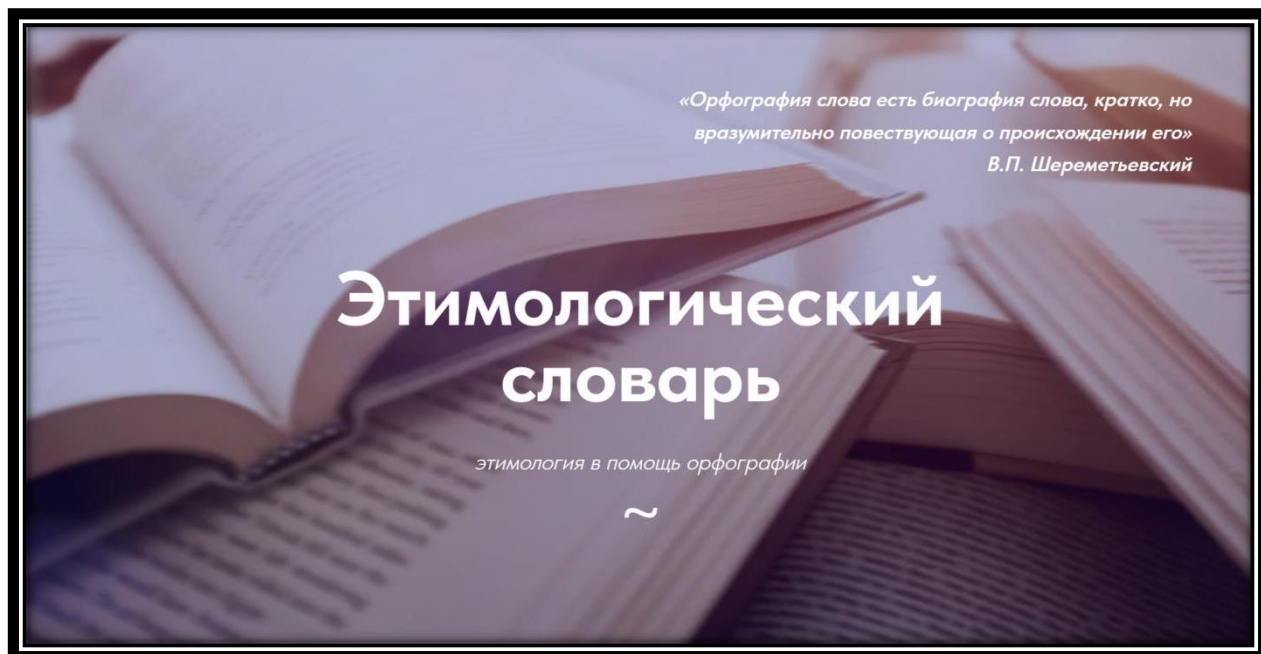 «Орфография слова есть биография слова, кратко, но
вразумительно повествующая о происхождении его»
В.П. Шереметьевский
Этимологический
словарь
этимология в помощь орфографии
~